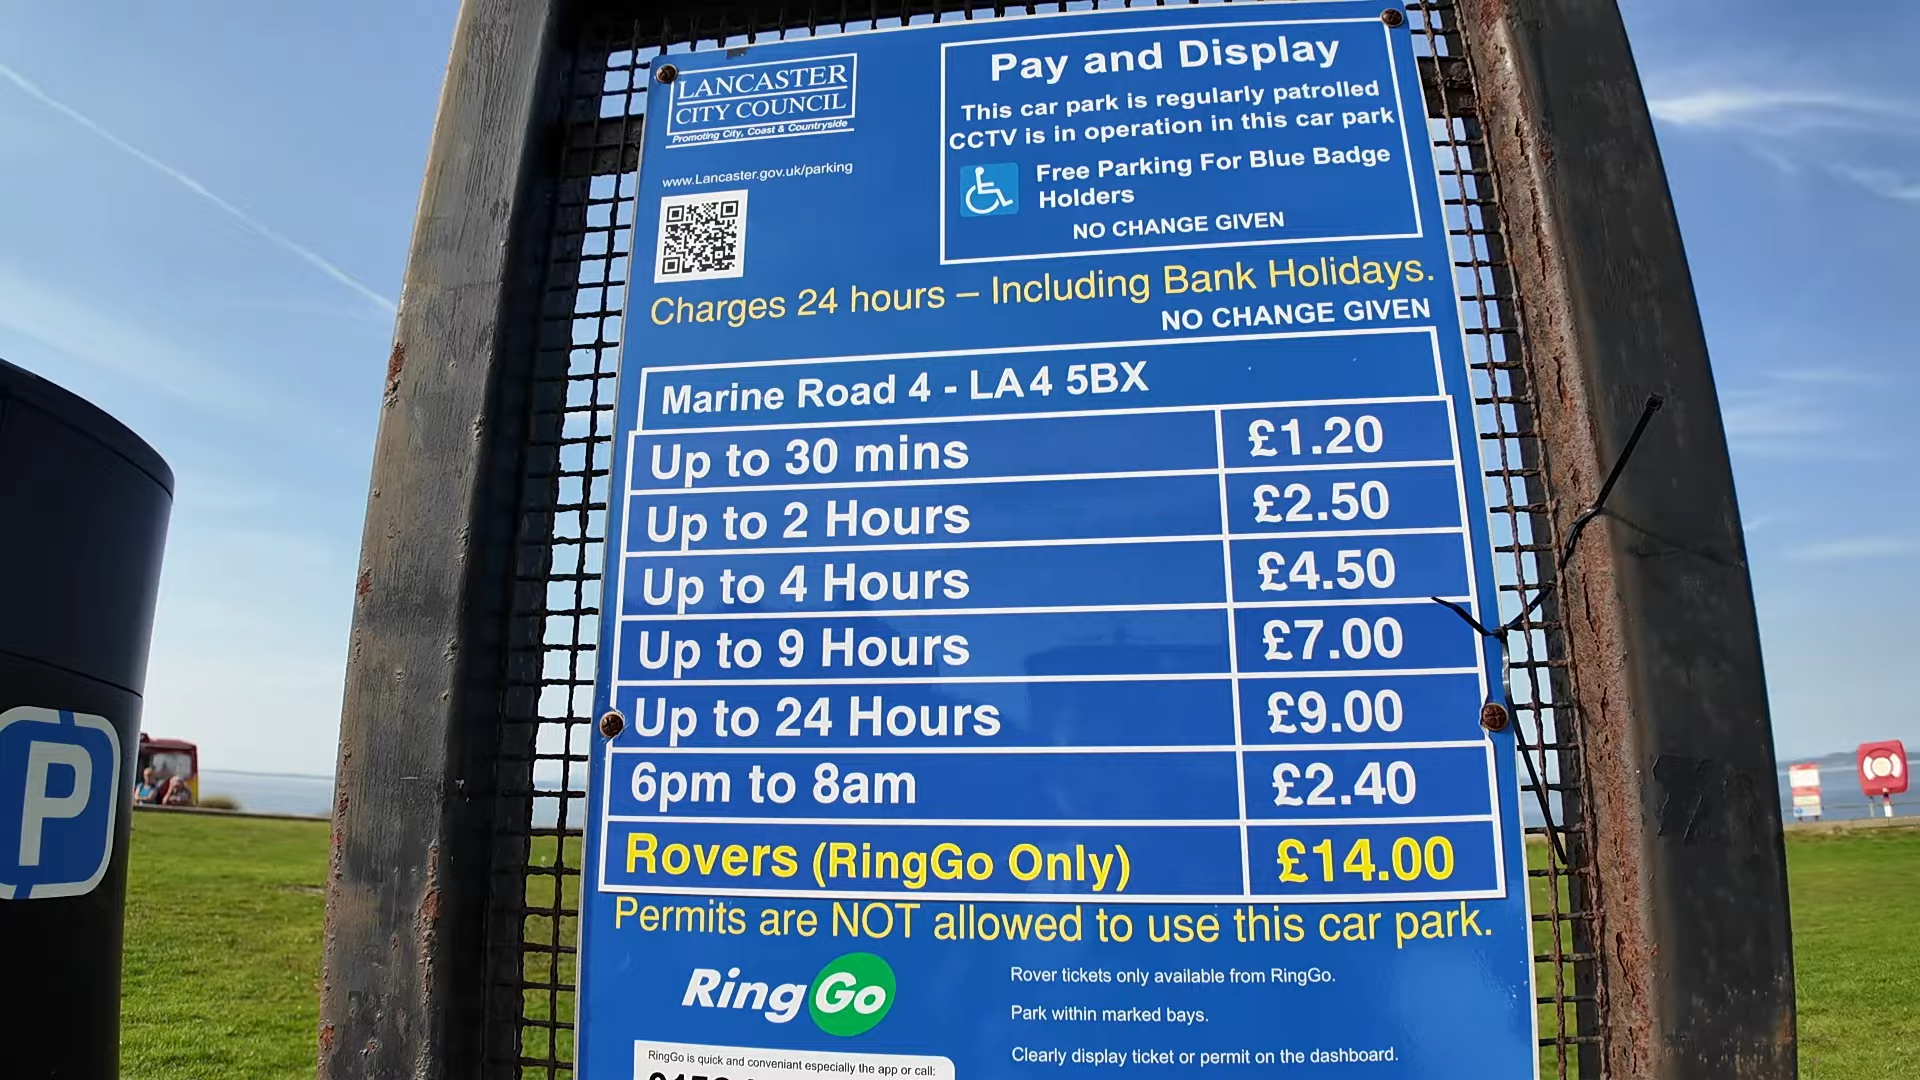 LANCASTER
CITY COUNCIL
Promoting City, Coast & Countryside
www.Lancaster.gov.uk/parking
Pay and Display
This car park is regularly patrolled
CCTV is in operation in this car park
Free Parking For Blue Badge
Holders
NO CHANGE GIVEN
Charges 24 hours – Including Bank Holidays.
NO CHANGE GIVEN
Marine Road 4 - LA4 5BX
Up to 30 mins £1.20
Up to 2 Hours £2.50
Up to 4 Hours £4.50
Up to 9 Hours £7.00
Up to 24 Hours £9.00
6pm to 8am £2.40
Rovers (RingGo Only) £14.00
Permits are NOT allowed to use this car park.
RingGo
Rover tickets only available from RingGo.
Park within marked bays.
Clearly display ticket or permit on the dashboard.
RingGo is quick and conveniant especially the app or call:
P